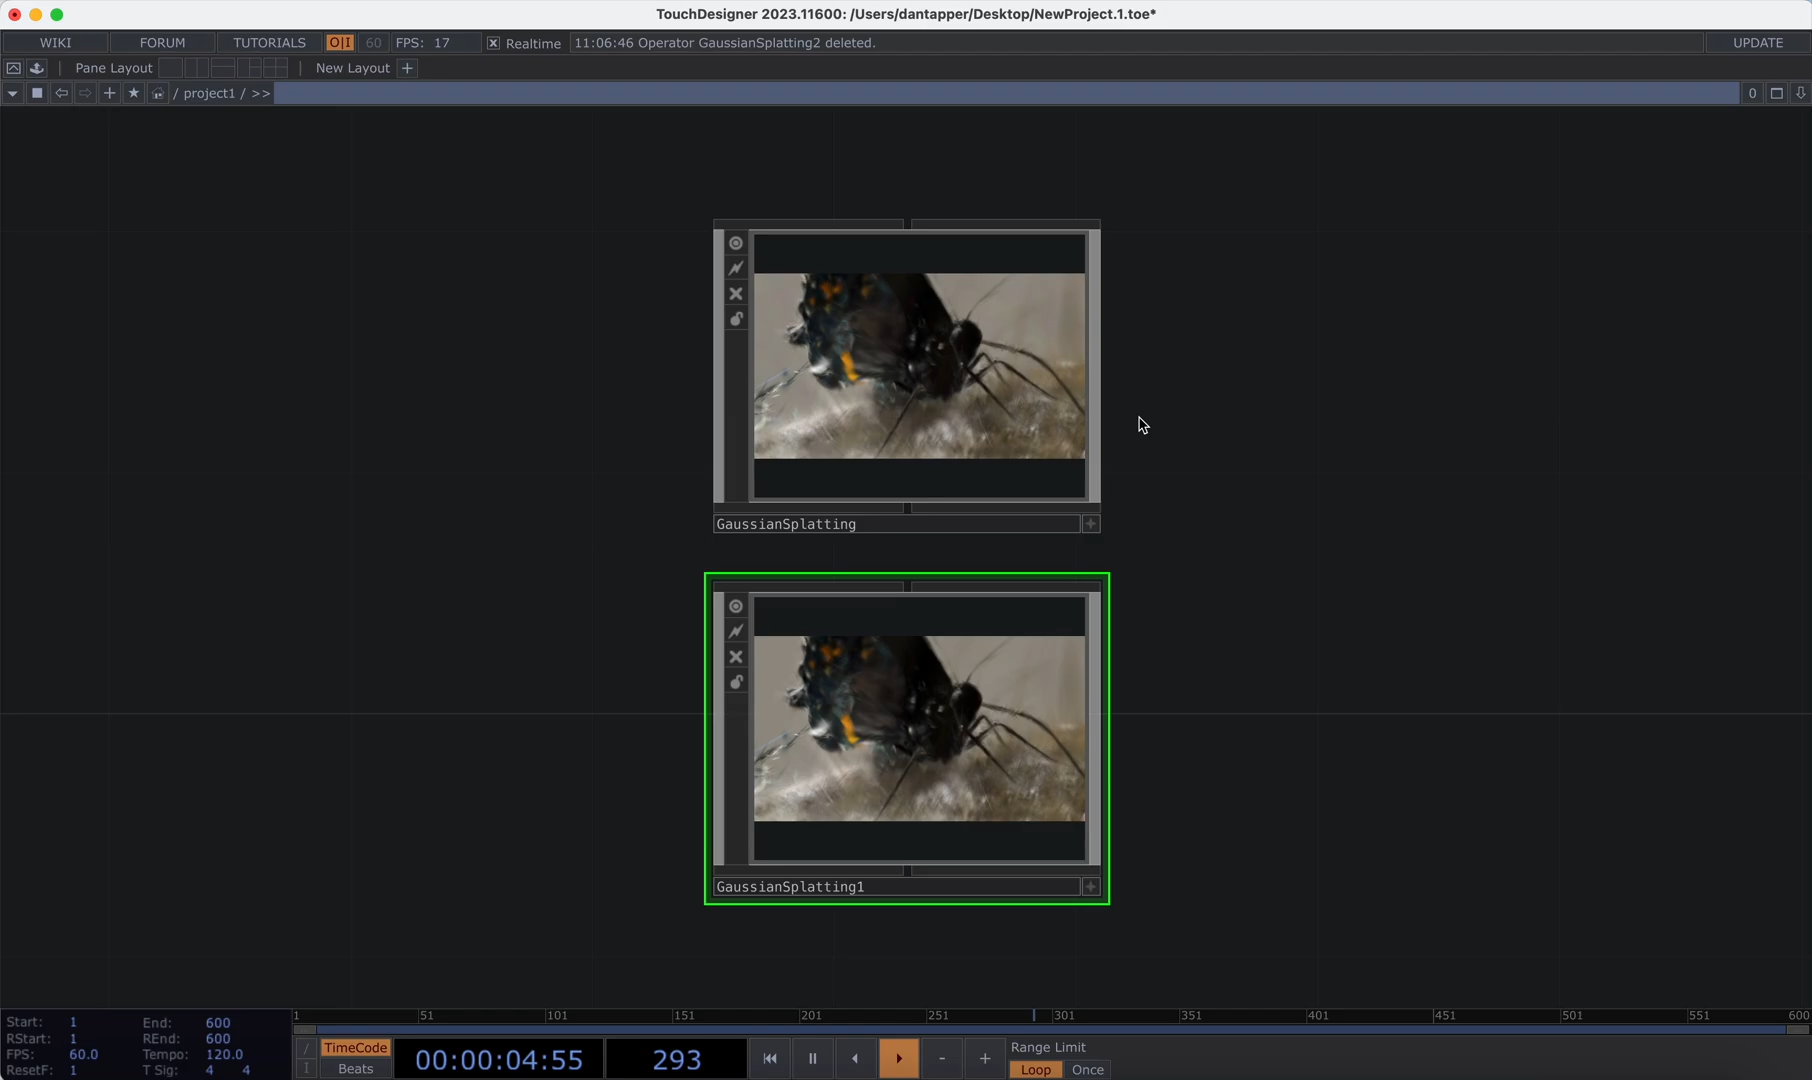 TouchDesigner 2023.11600: /Users/dantapper/Desktop/NewProject.1.toe*
WIKI FORUM TUTORIALS O|I 60 FPS: 17 Realtime 11:06:46 Operator GaussianSplatting2 deleted. UPDATE
Pane Layout New Layout +
/ project1 / >> 0
GaussianSplatting
GaussianSplatting1
1 51 101 151 201 251 301 351 401 451 501 551 600
Start: 1 End: 600
RStart: 1 REnd: 600
FPS: 60.0 Tempo: 120.0
ResetF: 1 T Sig: 4 4
/ TimeCode
I Beats
00:00:04:55 293
- +
Range Limit
Loop Once